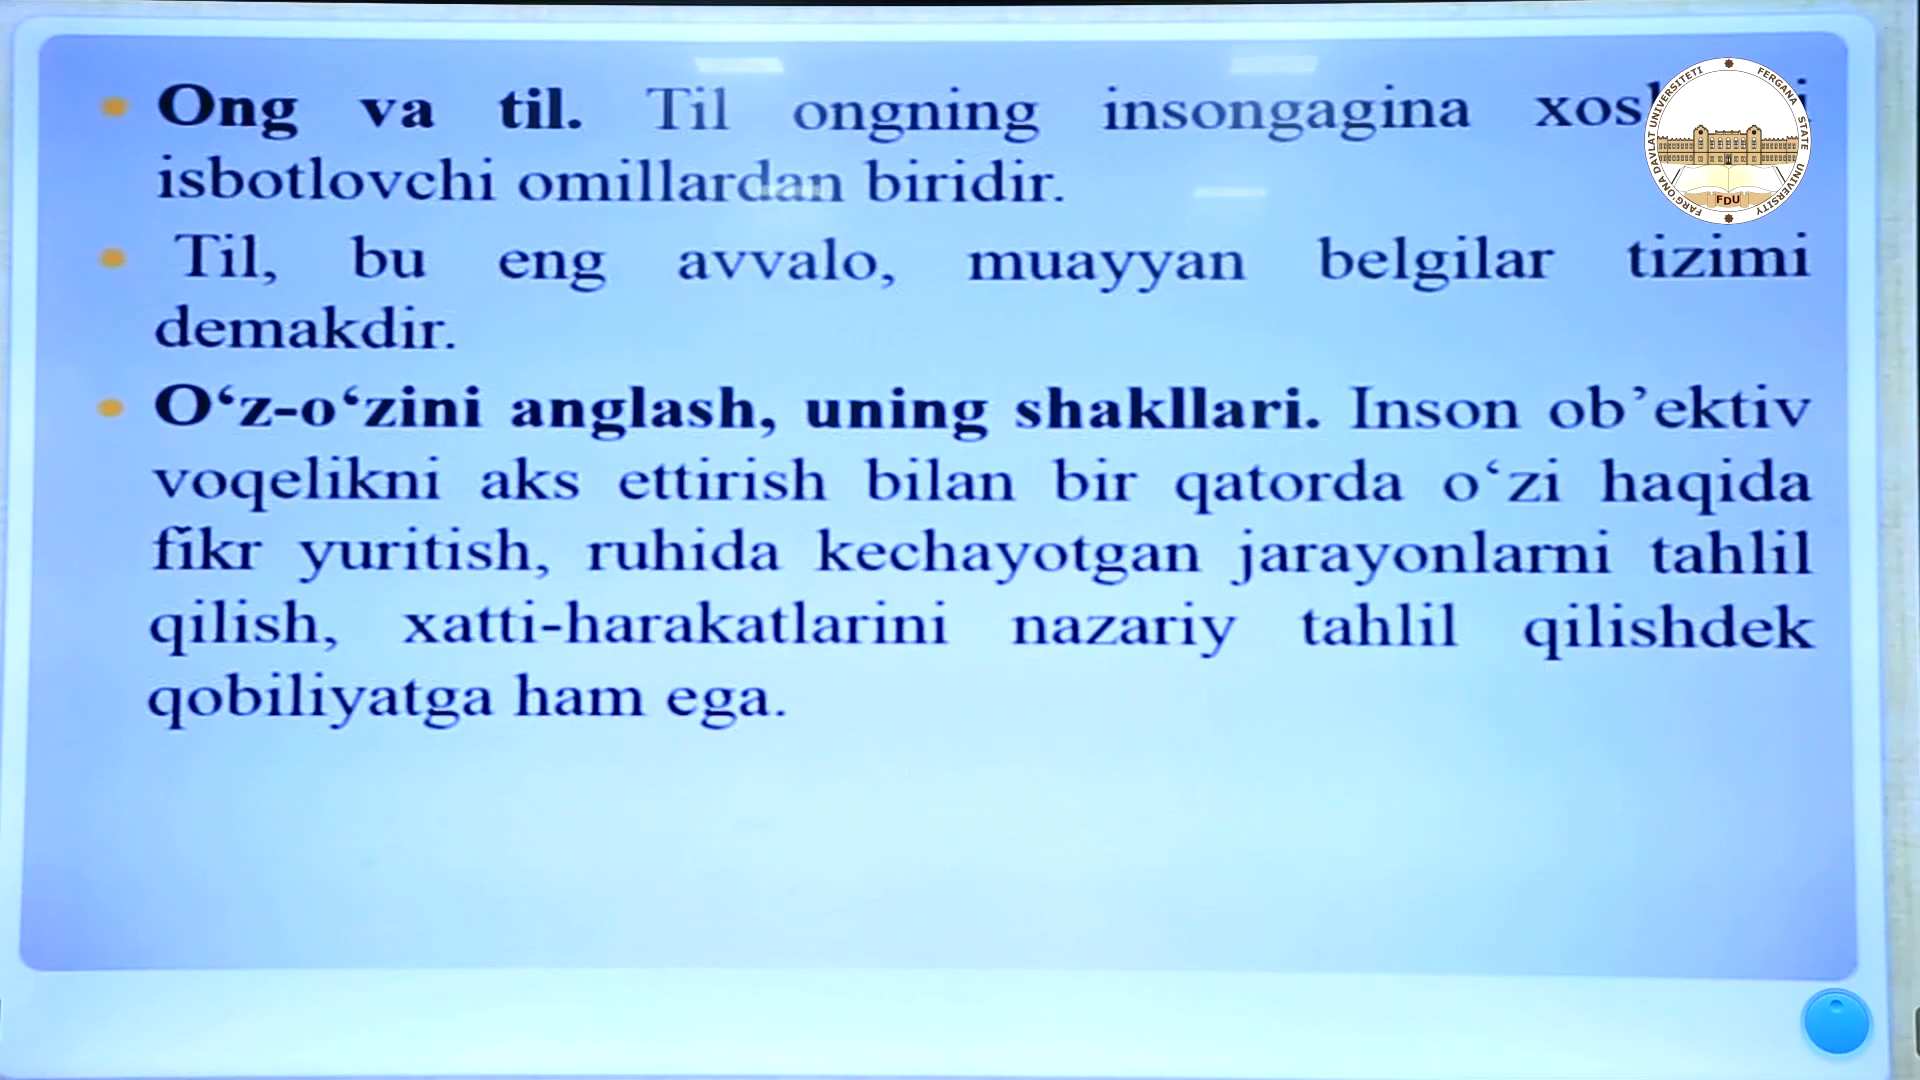 Ong va til. Til ongning insongagina
isbotlovchi omillardan biridir.
Til, bu eng avvalo, muayyan belgilar tizimi
demakdir.
O‘z-o‘zini anglash, uning shakllari. Inson ob’ektiv
voqelikni aks ettirish bilan bir qatorda o‘zi haqida
fikr yuritish, ruhida kechayotgan jarayonlarni tahlil
qilish, xatti-harakatlarini nazariy tahlil qilishdek
qobiliyatga ham ega.
FARG'ONA DAVLAT UNIVERSITETI
FERGANA STATE UNIVERSITY
FDU